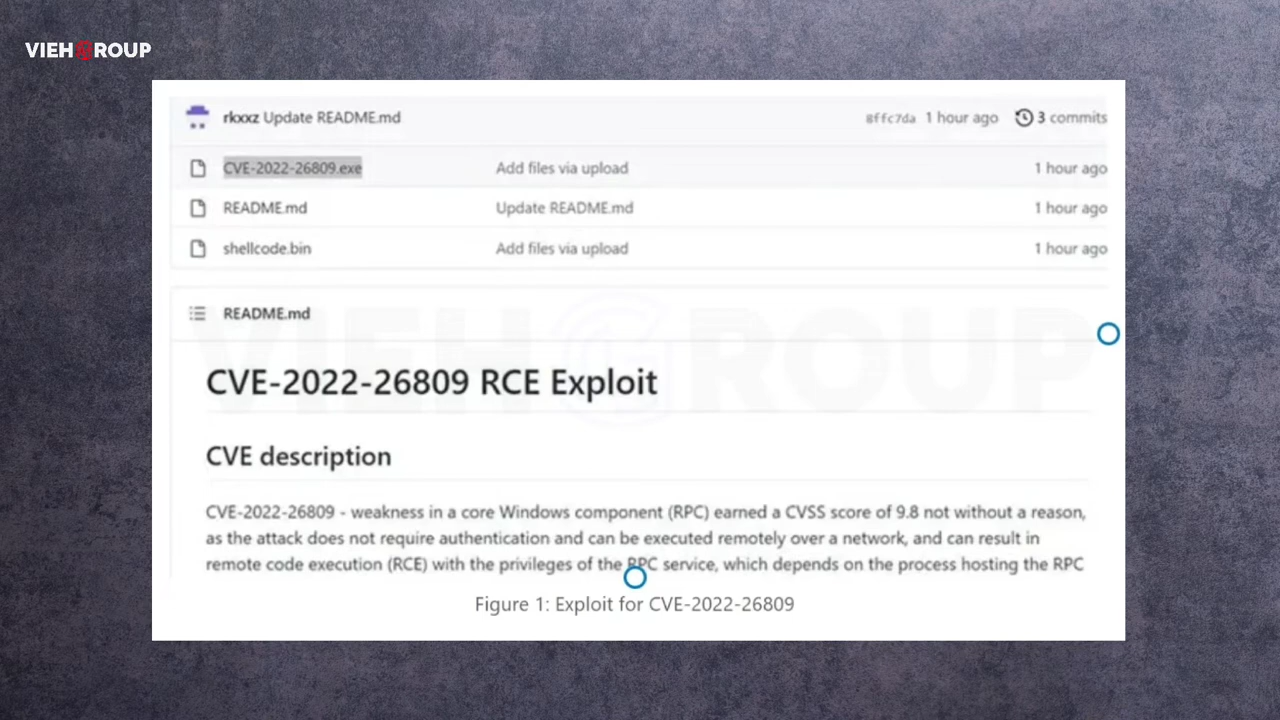 VIEHGROUP
rkxxz Update README.md 8ffc7da 1 hour ago 3 commits
CVE-2022-26809.exe Add files via upload 1 hour ago
README.md Update README.md 1 hour ago
shellcode.bin Add files via upload 1 hour ago
README.md
VIEHGROUP
CVE-2022-26809 RCE Exploit
CVE description
CVE-2022-26809 - weakness in a core Windows component (RPC) earned a CVSS score of 9.8 not without a reason,
as the attack does not require authentication and can be executed remotely over a network, and can result in
remote code execution (RCE) with the privileges of the RPC service, which depends on the process hosting the RPC
Figure 1: Exploit for CVE-2022-26809